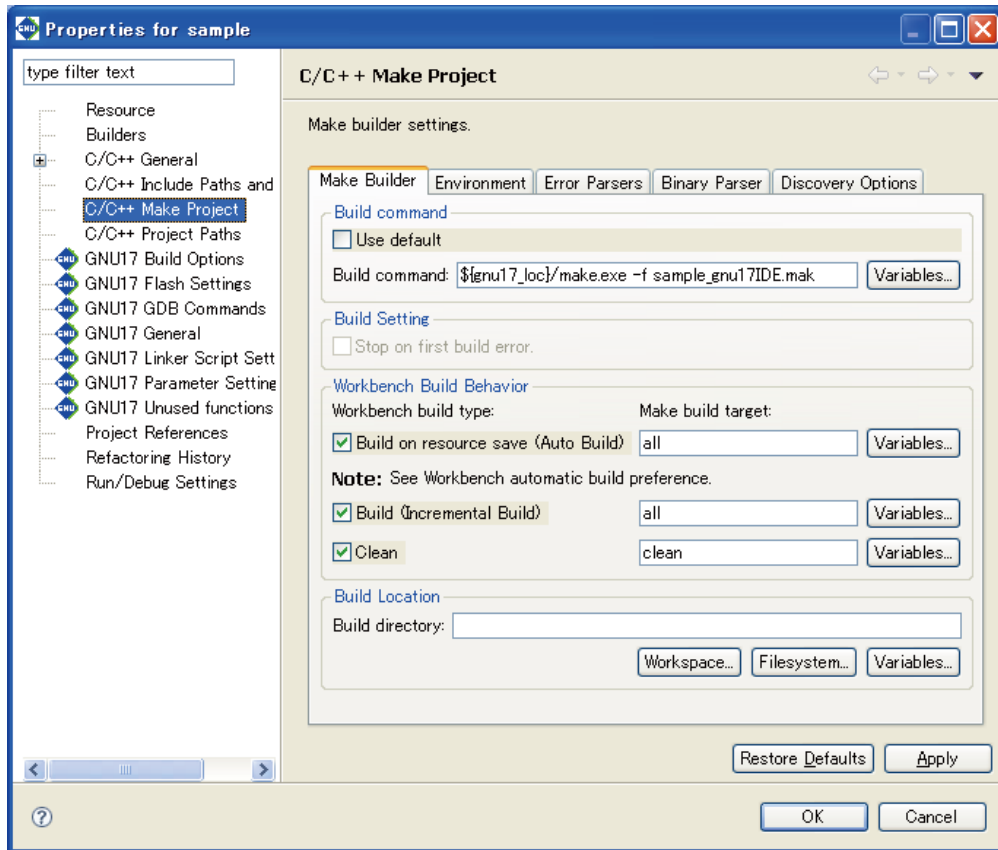 Properties for sample
type filter text
Resource
Builders
C/C++ General
C/C++ Include Paths and
C/C++ Make Project
C/C++ Project Paths
GNU17 Build Options
GNU17 Flash Settings
GNU17 GDB Commands
GNU17 General
GNU17 Linker Script Sett
GNU17 Parameter Setting
GNU17 Unused functions
Project References
Refactoring History
Run/Debug Settings
C/C++ Make Project
Make builder settings.
Make Builder Environment Error Parsers Binary Parser Discovery Options
Build command
Use default
Build command: ${gnu17_loc}/make.exe -f sample_gnu17IDE.mak Variables...
Build Setting
Stop on first build error.
Workbench Build Behavior
Workbench build type: Make build target:
Build on resource save (Auto Build) all Variables...
Note: See Workbench automatic build preference.
Build (Incremental Build) all Variables...
Clean clean Variables...
Build Location
Build directory:
Workspace... Filesystem... Variables...
Restore Defaults Apply
OK Cancel